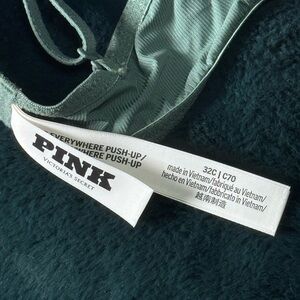 EVERYWHERE PUSH-UP/
WHERE PUSH-UP
PINK
VICTORIA'S SECRET
32C | C70
made in Vietnam/fabriqué au Vietnam/
hecho en Vietnam/fabbricato in Vietnam/
越南制造